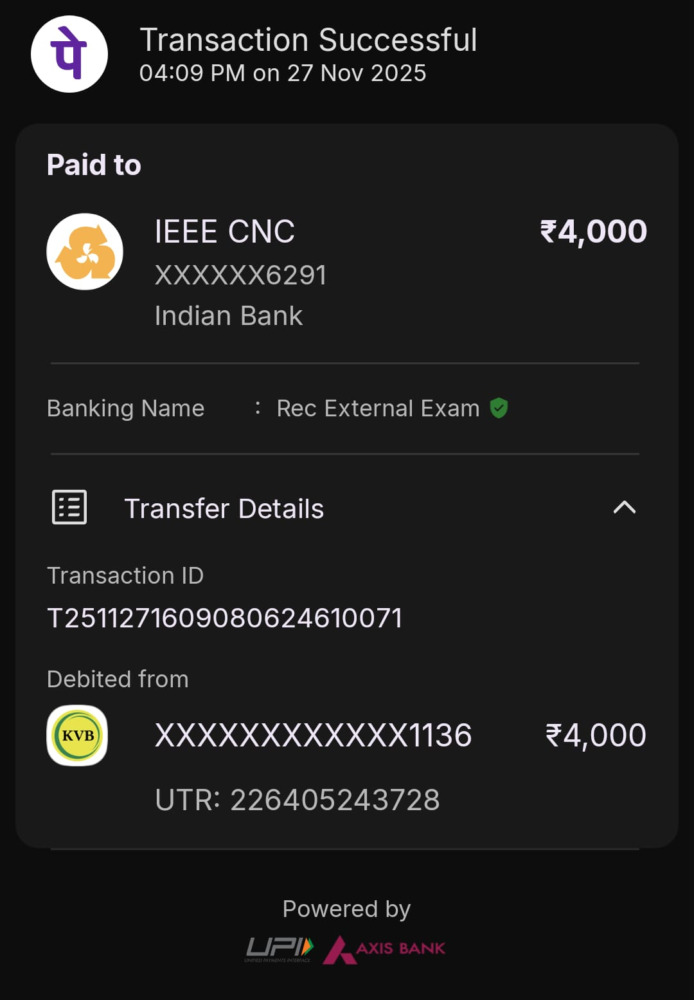 पे
Transaction Successful
04:09 PM on 27 Nov 2025
Paid to
IEEE CNC ₹4,000
XXXXXX6291
Indian Bank
Banking Name : Rec External Exam
Transfer Details
Transaction ID
T2511271609080624610071
Debited from
KVB XXXXXXXXXXXX1136 ₹4,000
UTR: 226405243728
Powered by
UPI AXIS BANK
UNIFIED PAYMENTS INTERFACE